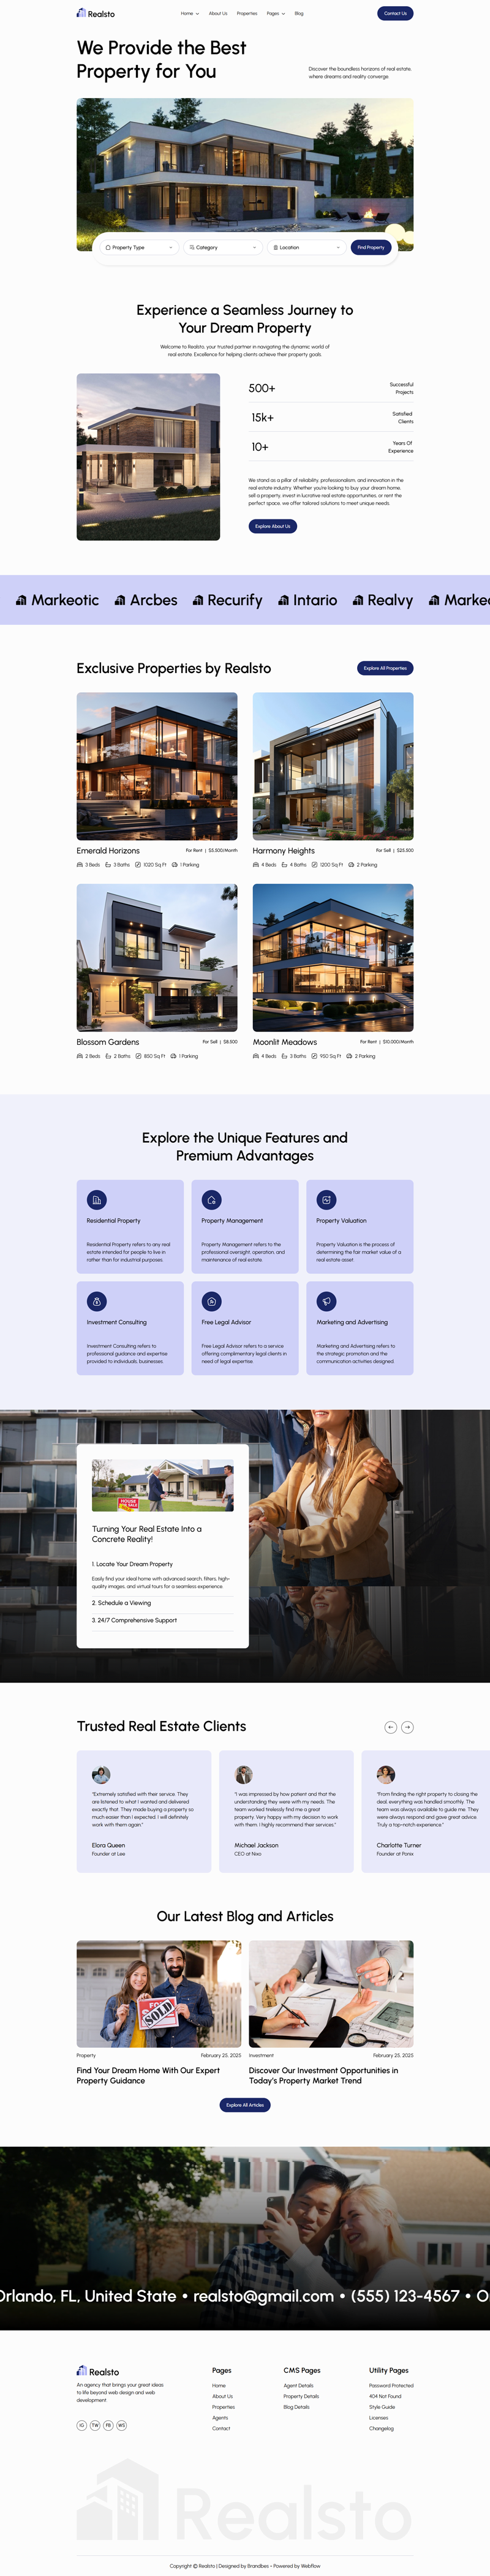 Realsto
Home
About Us
Properties
Pages
Blog
Contact Us
We Provide the Best
Property for You
Discover the boundless horizons of real estate,
where dreams and reality converge.
Property Type
Category
Location
Find Property
Experience a Seamless Journey to
Your Dream Property
Welcome to Realsto, your trusted partner in navigating the dynamic world of
real estate. Excellence for helping clients achieve their property goals.
500+
Successful
Projects
15k+
Satisfied
Clients
10+
Years Of
Experience
We stand as a pillar of reliability, professionalism, and innovation in the
real estate industry. Whether you're looking to buy your dream home,
sell a property, invest in lucrative real estate opportunities, or rent the
perfect space, we offer tailored solutions to meet unique needs.
Explore About Us
Markeotic
Arcbes
Recurify
Intario
Realvy
Markeo
Exclusive Properties by Realsto
Explore All Properties
Emerald Horizons
For Rent | $5,500/Month
3 Beds
3 Baths
1020 Sq Ft
1 Parking
Harmony Heights
For Sell | $25,500
4 Beds
4 Baths
1200 Sq Ft
2 Parking
Blossom Gardens
For Sell | $8,500
2 Beds
2 Baths
850 Sq Ft
1 Parking
Moonlit Meadows
For Rent | $10,000/Month
4 Beds
3 Baths
950 Sq Ft
2 Parking
Explore the Unique Features and
Premium Advantages
Residential Property
Residential Property refers to any real
estate intended for people to live in
rather than for industrial purposes.
Property Management
Property Management refers to the
professional oversight, operation, and
maintenance of real estate.
Property Valuation
Property Valuation is the process of
determining the fair market value of a
real estate asset.
Investment Consulting
Investment Consulting refers to
professional guidance and expertise
provided to individuals, businesses.
Free Legal Advisor
Free Legal Advisor refers to a service
offering complimentary legal clients in
need of legal expertise.
Marketing and Advertising
Marketing and Advertising refers to
the strategic promotion and the
communication activities designed.
HOUSE
FOR SALE
Turning Your Real Estate Into a
Concrete Reality!
1. Locate Your Dream Property
Easily find your ideal home with advanced search, filters, high-
quality images, and virtual tours for a seamless experience.
2. Schedule a Viewing
3. 24/7 Comprehensive Support
Trusted Real Estate Clients
"Extremely satisfied with their service. They
are listened to what I wanted and delivered
exactly that. They made buying a property so
much easier than I expected. I will definitely
work with them again."
Elora Queen
Founder at Lee
"I was impressed by how patient and that the
understanding they were with my needs. The
team worked tirelessly find me a great
property. Very happy with my decision to work
with them. I highly recommend their services."
Michael Jackson
CEO at Nixo
"From finding the right property to closing the
deal, everything was handled smoothly. The
team was always available to guide me. They
were always respond and gave great advice.
Truly a top-notch experience."
Charlotte Turner
Founder at Ponix
Our Latest Blog and Articles
SOLD
Property
February 25, 2025
Find Your Dream Home With Our Expert
Property Guidance
Investment
February 25, 2025
Discover Our Investment Opportunities in
Today's Property Market Trend
Explore All Articles
Orlando, FL, United State • realsto@gmail.com • (555) 123-4567 • O
Realsto
An agency that brings your great ideas
to life beyond web design and web
development
IG
TW
FB
WS
Pages
Home
About Us
Properties
Agents
Contact
CMS Pages
Agent Details
Property Details
Blog Details
Utility Pages
Password Protected
404 Not Found
Style Guide
Licenses
Changelog
Realsto
Copyright © Realsto | Designed by Brandbes - Powered by Webflow